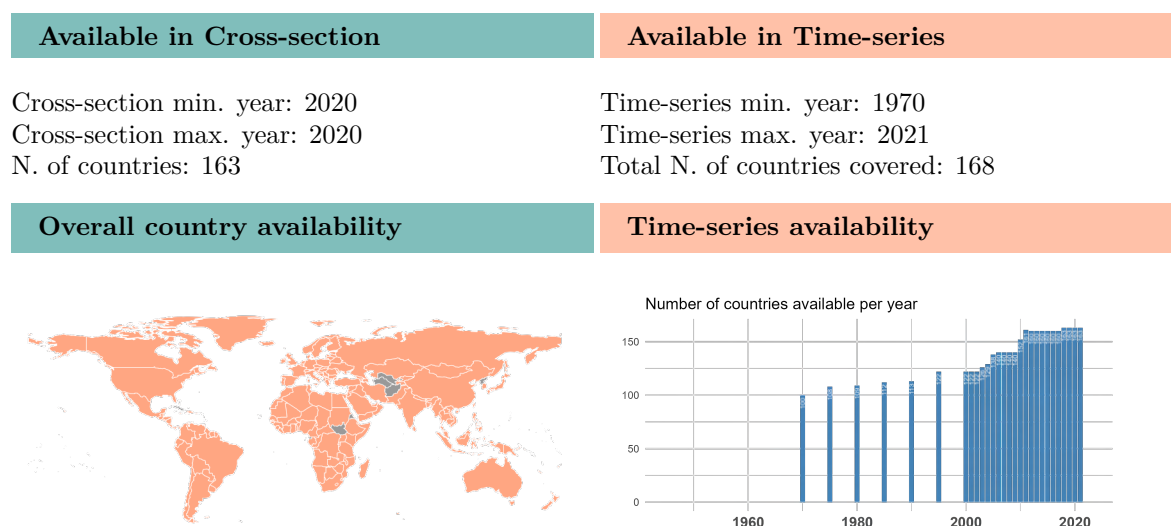 Available in Cross-section
Available in Time-series
Cross-section min. year: 2020
Cross-section max. year: 2020
N. of countries: 163
Time-series min. year: 1970
Time-series max. year: 2021
Total N. of countries covered: 168
Overall country availability
Time-series availability
Number of countries available per year
150
100
50
0
1960
1980
2000
2020